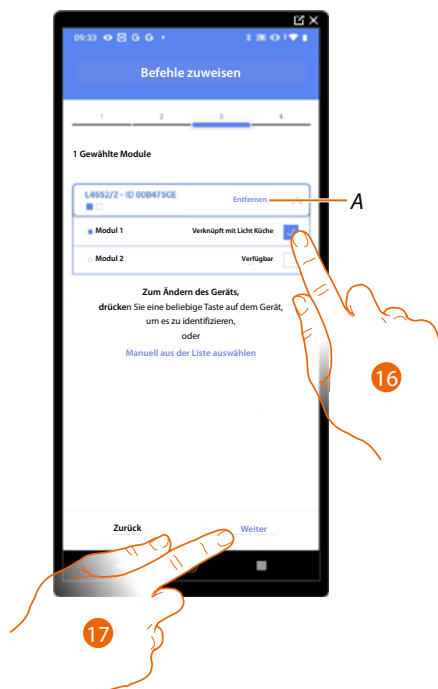 09:33 G G
Befehle zuweisen
1 2 3 4
1 Gewählte Module
L4652/2 - ID 00B475CE
Entfernen
A
Modul 1 Verknüpft mit Licht Küche
Modul 2 Verfügbar
Zum Ändern des Geräts,
drücken Sie eine beliebige Taste auf dem Gerät,
um es zu identifizieren,
oder
Manuell aus der Liste auswählen
16
Zurück Weiter
17